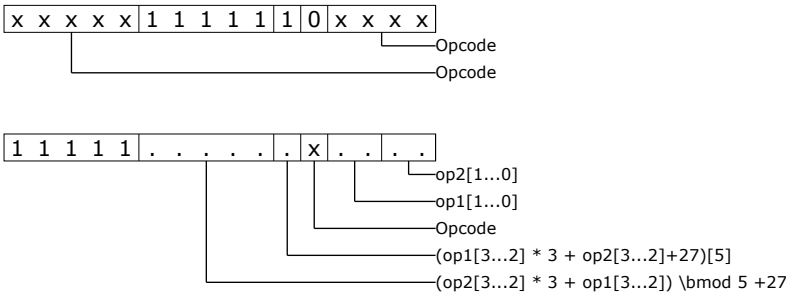 x x x x x 1 1 1 1 1 1 0 x x x x
Opcode
Opcode
1 1 1 1 1 . . . . . . x . . . .
op2[1...0]
op1[1...0]
Opcode
(op1[3...2] * 3 + op2[3...2]+27)[5]
(op2[3...2] * 3 + op1[3...2]) \bmod 5 +27